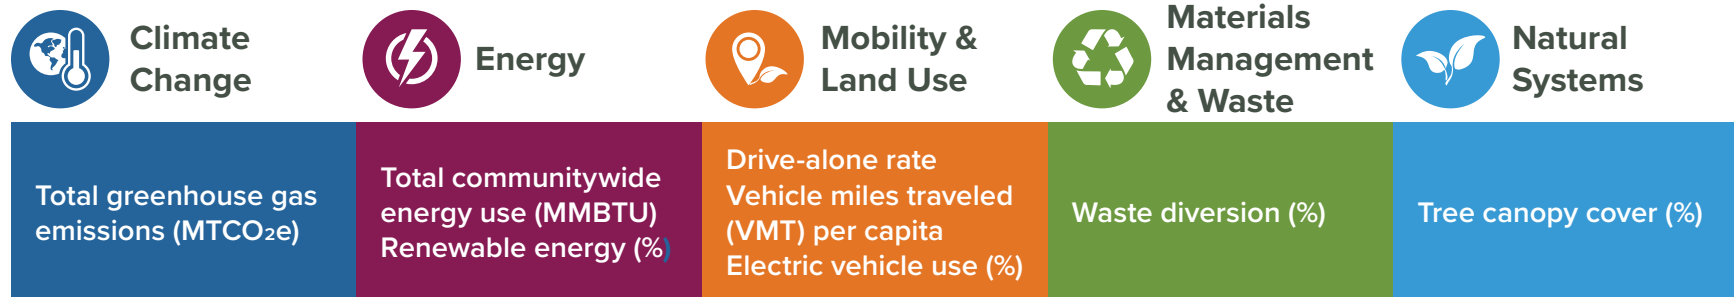 Climate
Change
Energy
Mobility &
Land Use
Materials
Management
& Waste
Natural
Systems
Total greenhouse gas
emissions (MTCO₂e)
Total communitywide
energy use (MMBTU)
Renewable energy (%)
Drive-alone rate
Vehicle miles traveled
(VMT) per capita
Electric vehicle use (%)
Waste diversion (%)
Tree canopy cover (%)